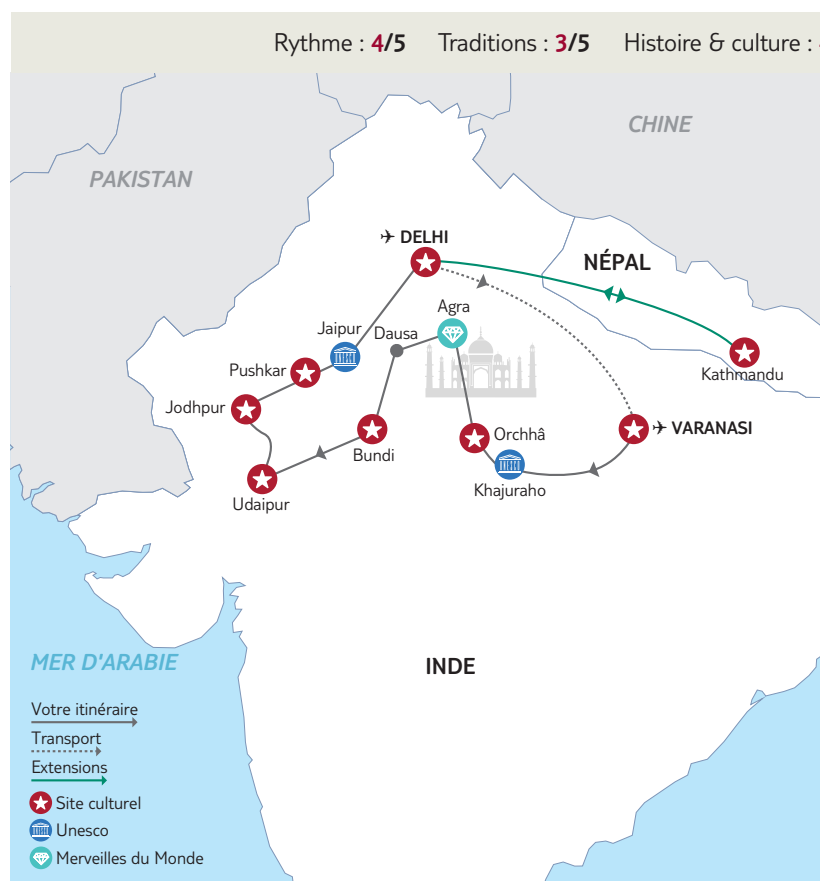 Rythme : 4/5 Traditions : 3/5 Histoire & culture :
CHINE
PAKISTAN
DELHI
NÉPAL
Agra
Jaipur
Dausa
Pushkar
Kathmandu
Jodhpur
Orchhâ
VARANASI
Bundi
Khajuraho
Udaipur
MER D'ARABIE
INDE
Votre itinéraire
Transport
Extensions
Site culturel
Unesco
Merveilles du Monde